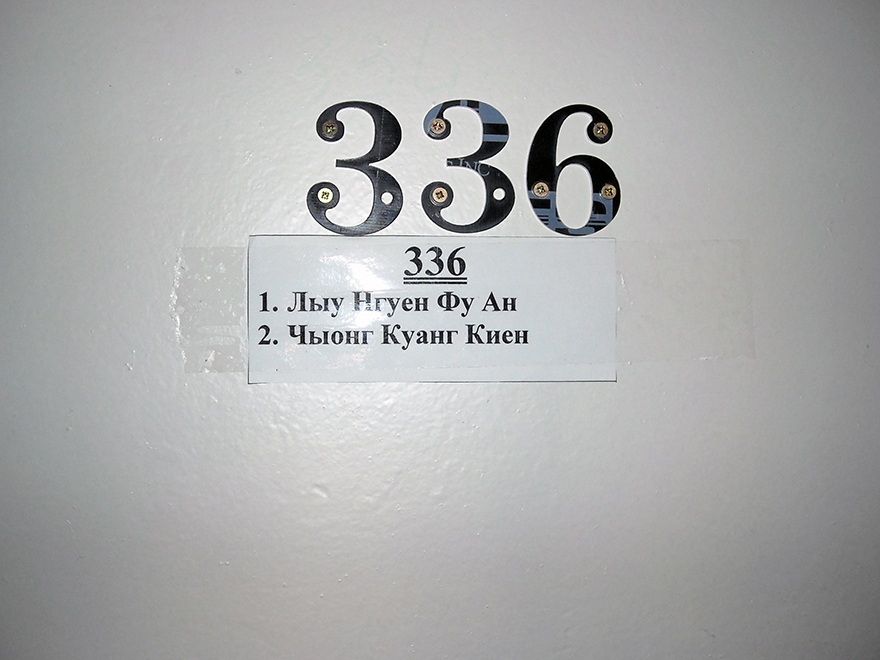 336
336
1. Лыу Нгуен Фу Ан
2. Чыонг Куанг Киен